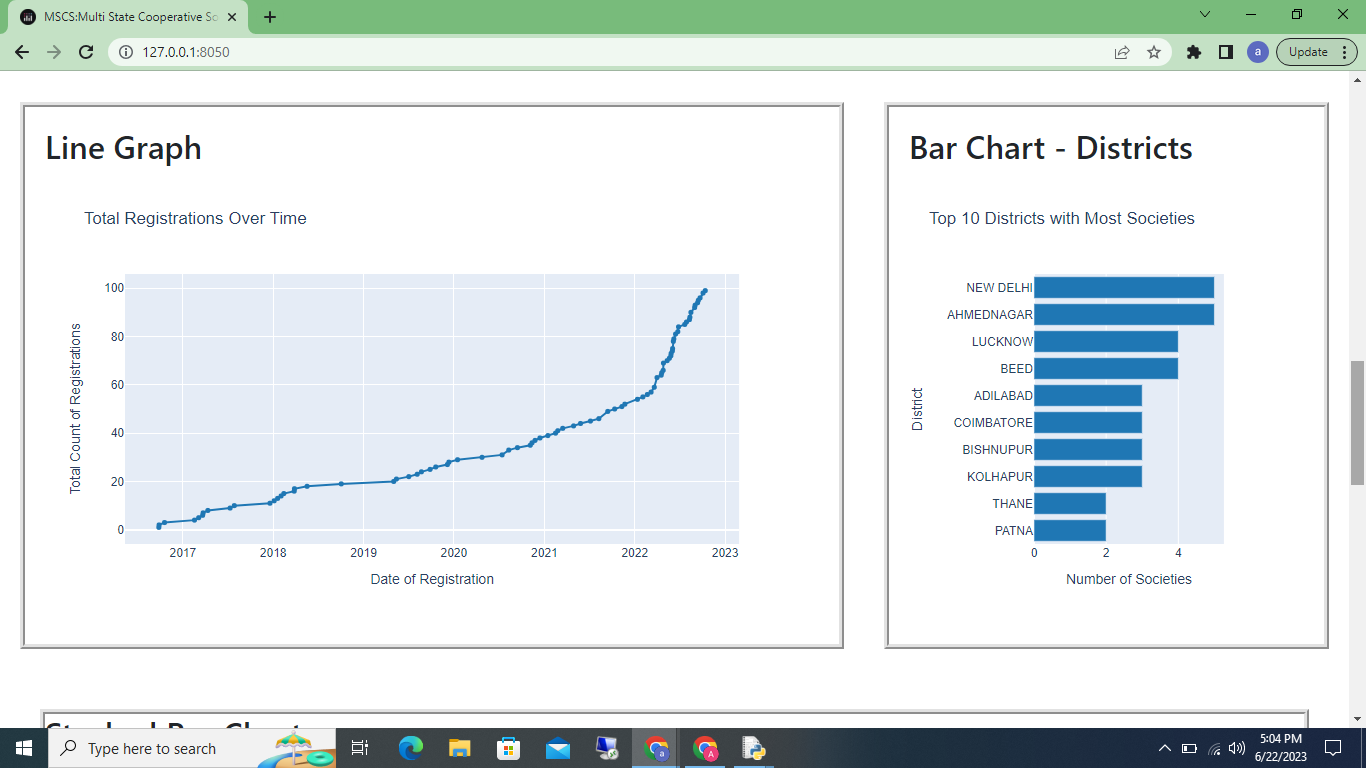 MSCS:Multi State Cooperative So
127.0.0.1:8050
a
Update
Line Graph
Total Registrations Over Time
Total Count of Registrations
100
80
60
40
20
0
2017 2018 2019 2020 2021 2022 2023
Date of Registration
Bar Chart - Districts
Top 10 Districts with Most Societies
District
NEW DELHI
AHMEDNAGAR
LUCKNOW
BEED
ADILABAD
COIMBATORE
BISHNUPUR
KOLHAPUR
THANE
PATNA
0 2 4
Number of Societies
Type here to search
a
A
5:04 PM
6/22/2023